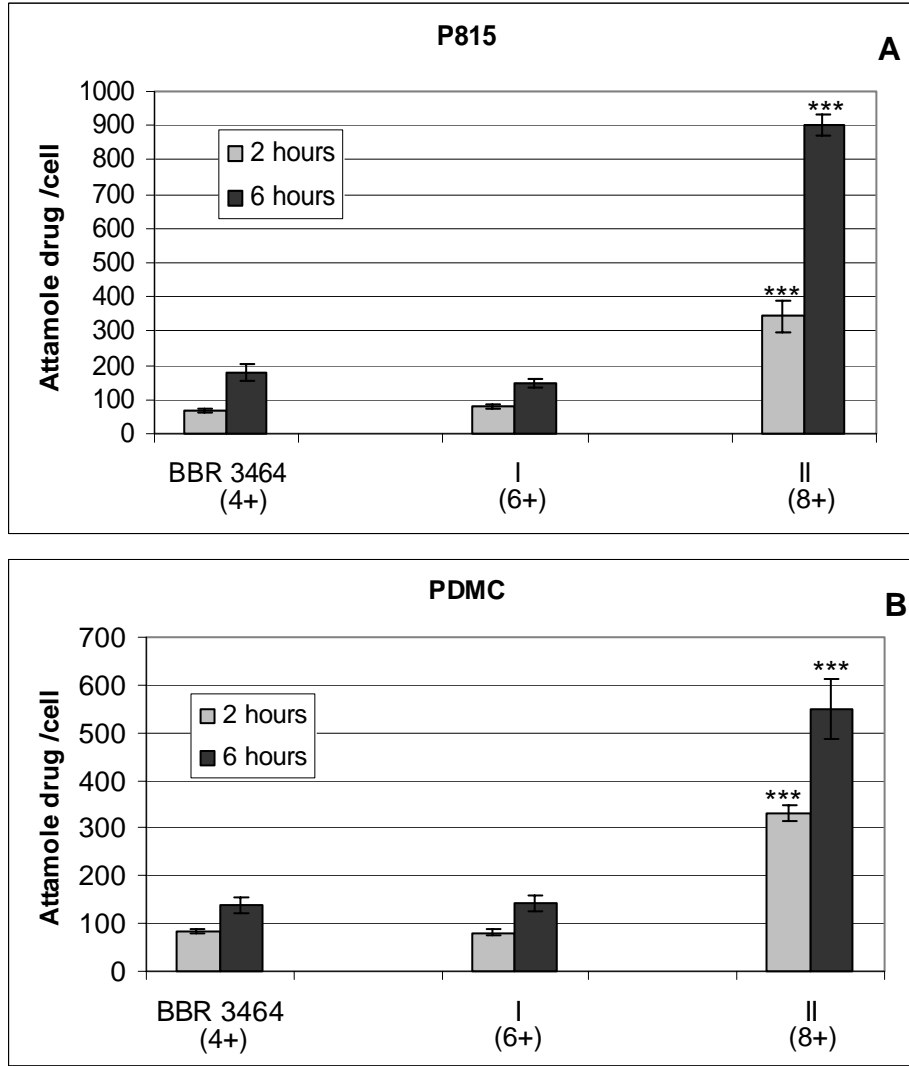 P815
A
Attamole drug /cell
1000
900
800
700
600
500
400
300
200
100
0
2 hours
6 hours
***
***
BBR 3464
(4+)
I
(6+)
II
(8+)
PDMC
B
Attamole drug /cell
700
600
500
400
300
200
100
0
2 hours
6 hours
***
***
BBR 3464
(4+)
I
(6+)
II
(8+)